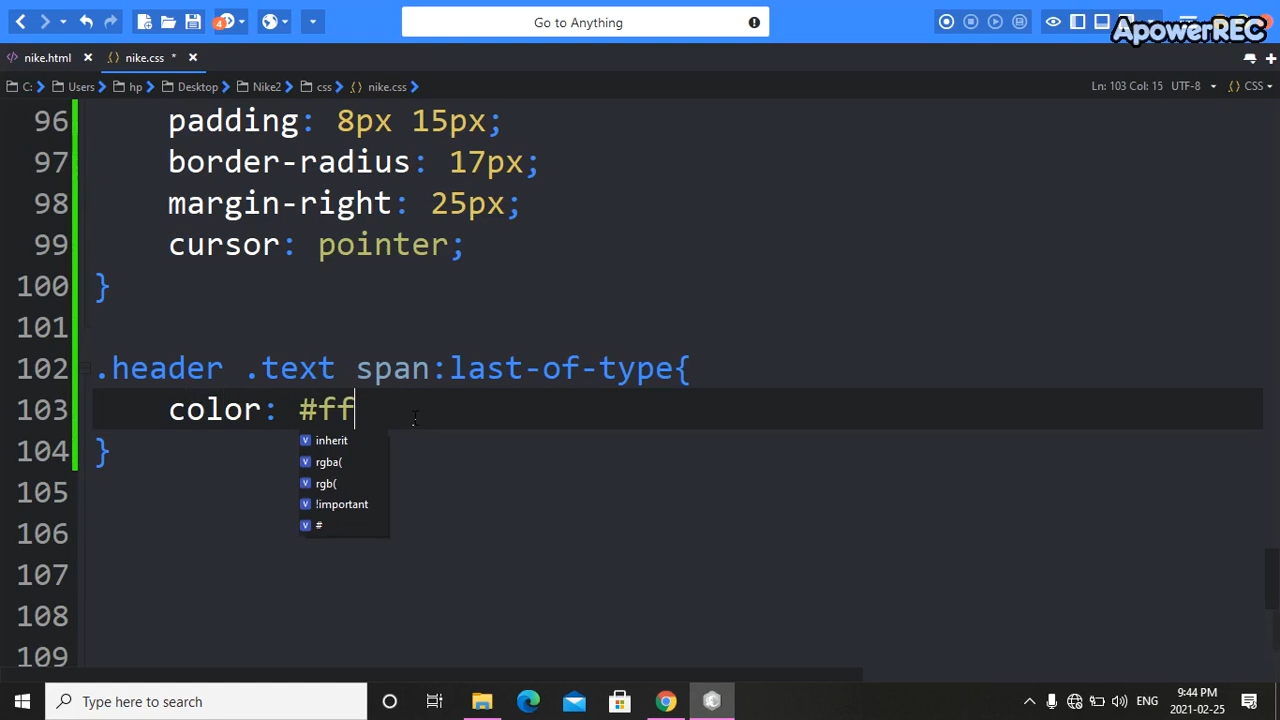 Go to Anything
ApowerREC
4
nike.html
nike.css *
C: Users hp Desktop Nike2 css nike.css
Ln: 103 Col: 15 UTF-8 CSS
96 padding: 8px 15px;
97 border-radius: 17px;
98 margin-right: 25px;
99 cursor: pointer;
100 }
101
102 .header .text span:last-of-type{
103 color: #ff
104 }
105
106
107
108
109
V inherit
V rgba(
V rgb(
V !important
V #
Type here to search
ENG
9:44 PM
2021-02-25